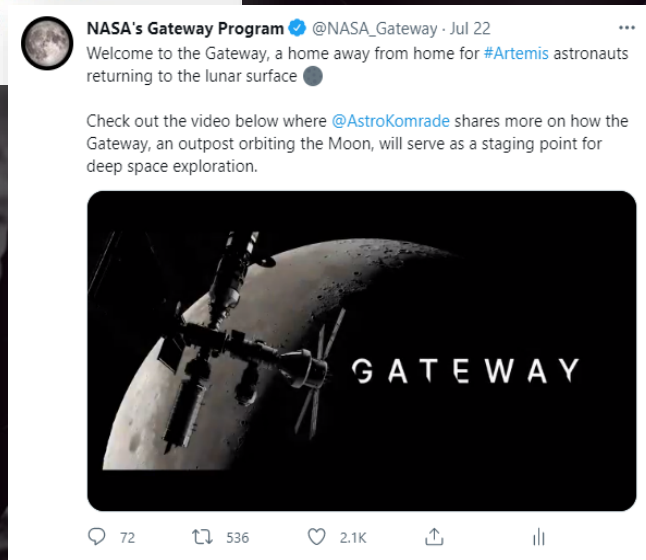 NASA's Gateway Program @NASA_Gateway · Jul 22
Welcome to the Gateway, a home away from home for #Artemis astronauts
returning to the lunar surface 🌑
Check out the video below where @AstroKomrade shares more on how the
Gateway, an outpost orbiting the Moon, will serve as a staging point for
deep space exploration.
GATEWAY
72 536 2.1K